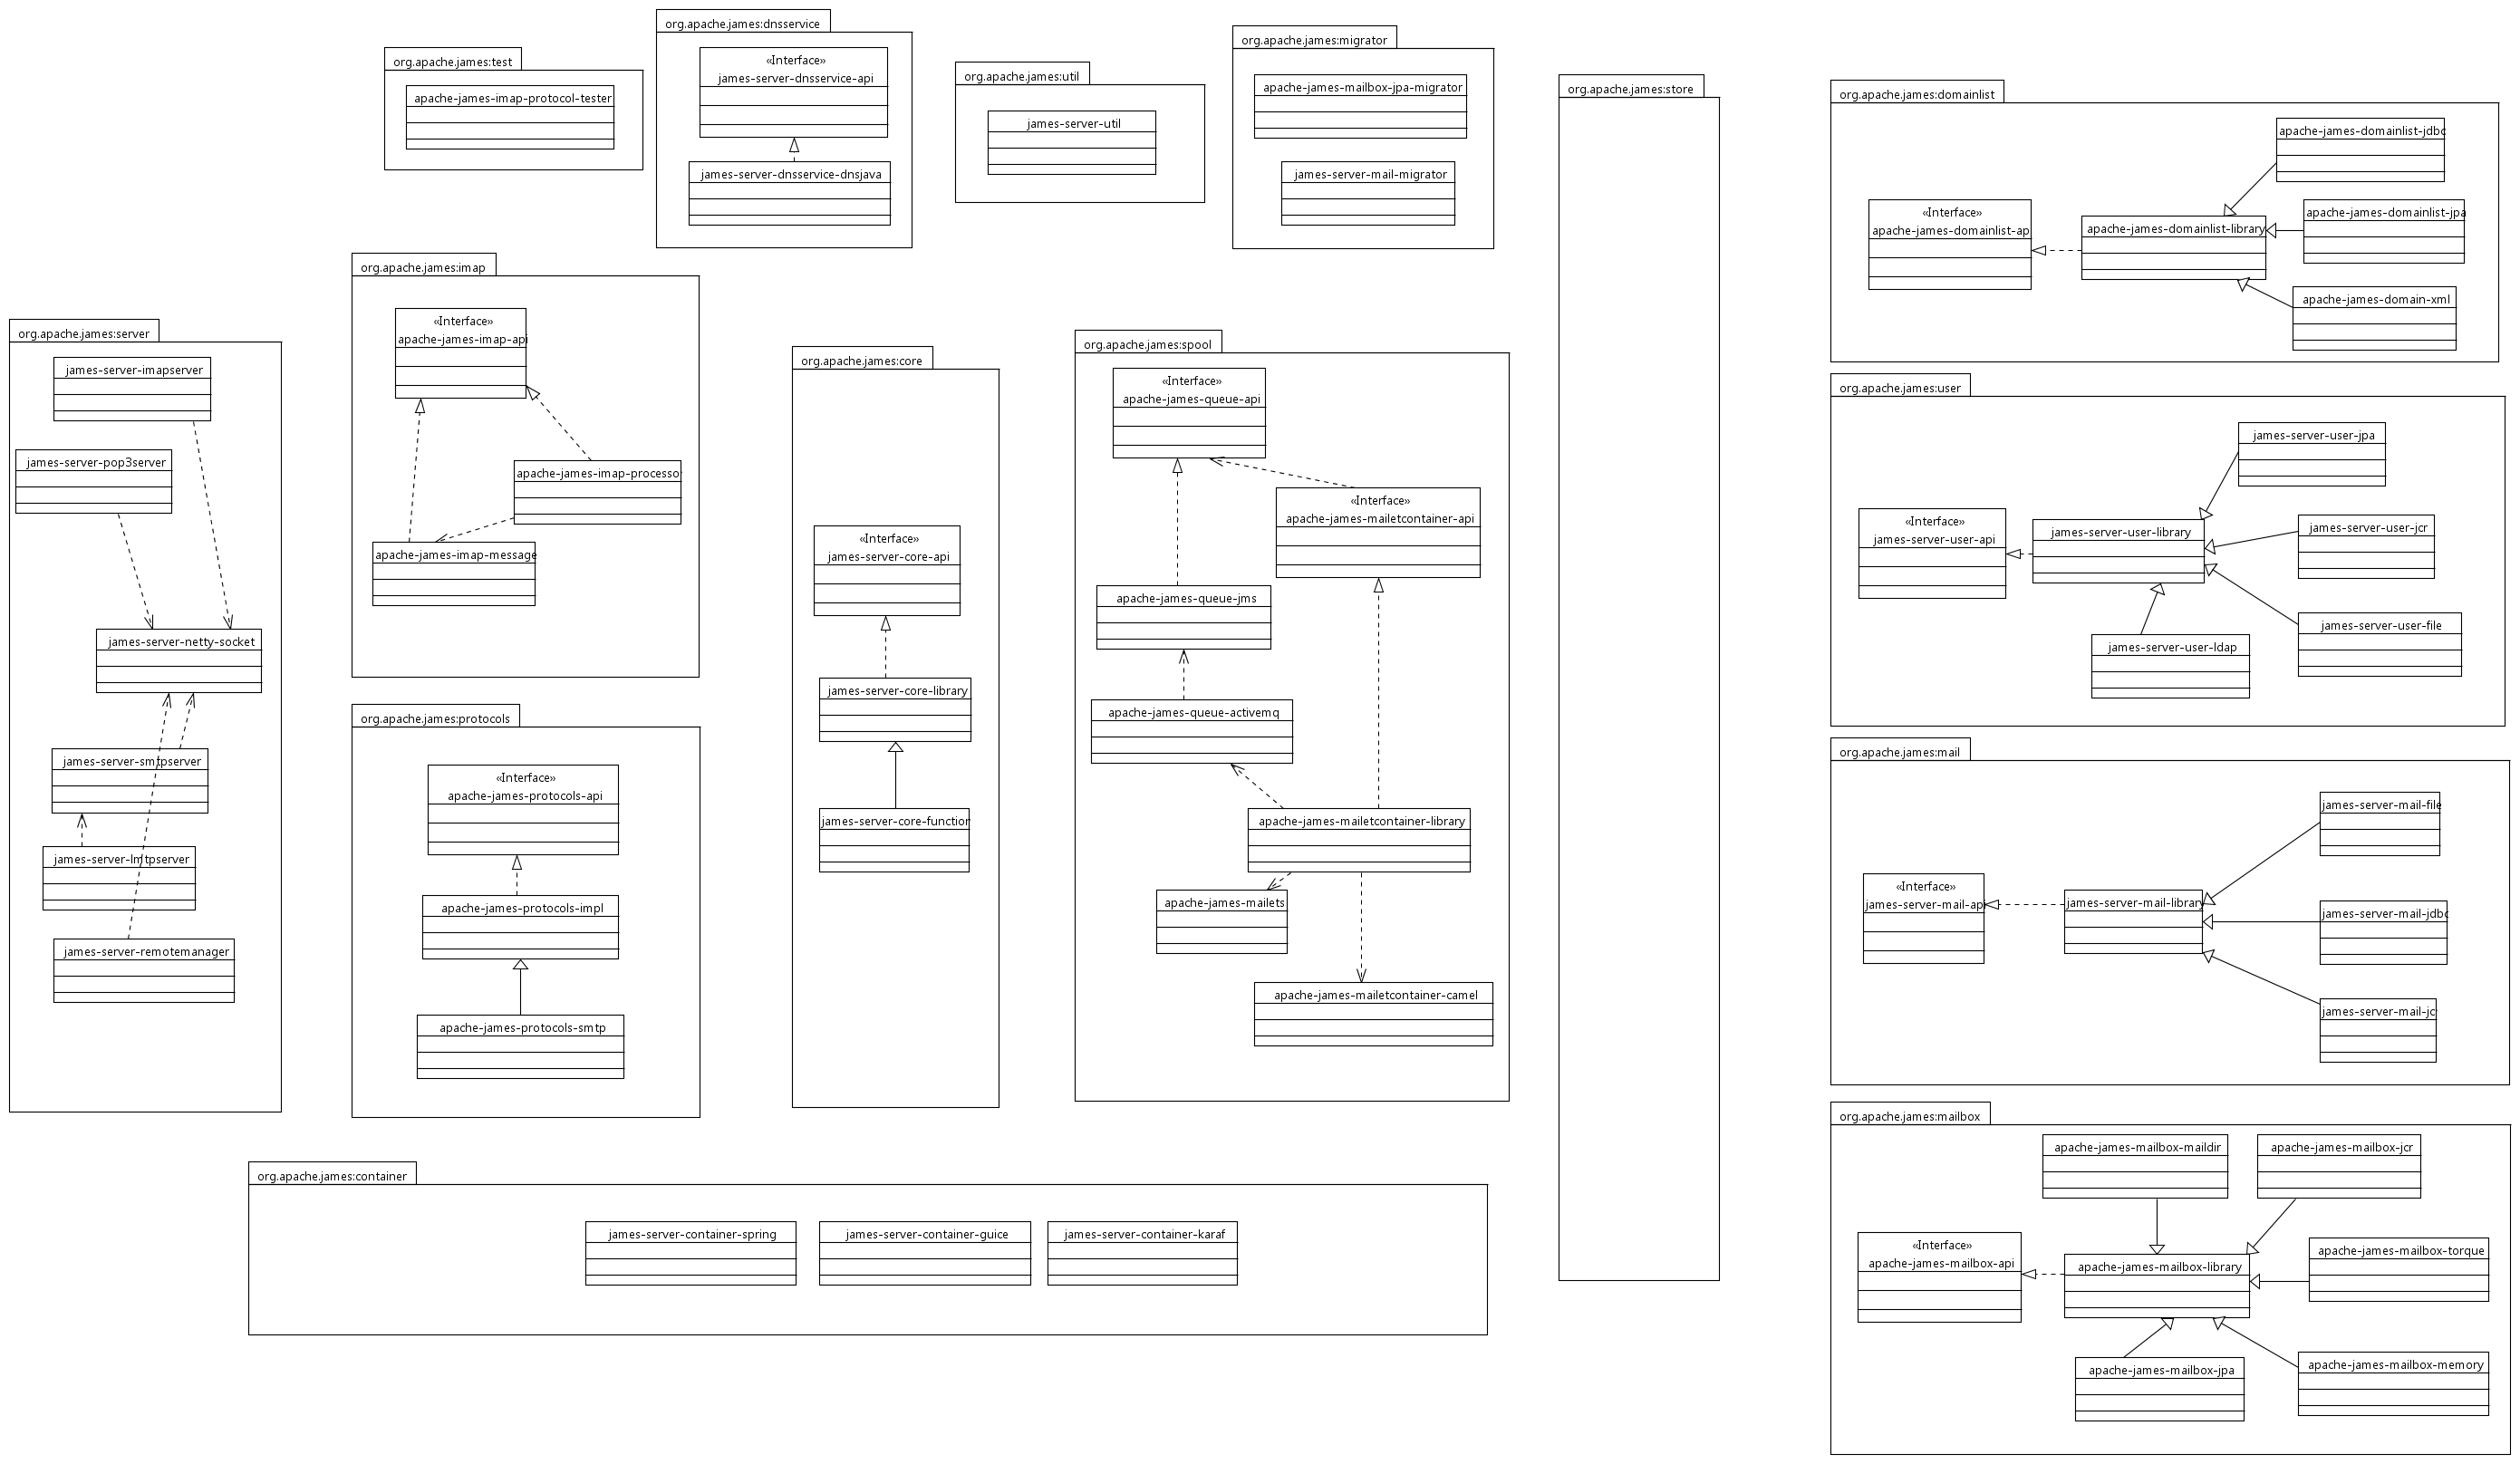 org.apache.james:test
apache-james-imap-protocol-tester
org.apache.james:dnsservice
«Interface»
james-server-dnsservice-api
james-server-dnsservice-dnsjava
org.apache.james:util
james-server-util
org.apache.james:migrator
apache-james-mailbox-jpa-migrator
james-server-mail-migrator
org.apache.james:store
org.apache.james:domainlist
apache-james-domainlist-jdbc
«Interface»
apache-james-domainlist-ap
apache-james-domainlist-library
apache-james-domainlist-jpa
apache-james-domain-xml
org.apache.james:server
james-server-imapserver
james-server-pop3server
james-server-netty-socket
james-server-smtpserver
james-server-lmtpserver
james-server-remotemanager
org.apache.james:imap
«Interface»
apache-james-imap-api
apache-james-imap-processor
apache-james-imap-message
org.apache.james:protocols
«Interface»
apache-james-protocols-api
apache-james-protocols-impl
apache-james-protocols-smtp
org.apache.james:core
«Interface»
james-server-core-api
james-server-core-library
james-server-core-function
org.apache.james:spool
«Interface»
apache-james-queue-api
«Interface»
apache-james-mailetcontainer-api
apache-james-queue-jms
apache-james-queue-activemq
apache-james-mailetcontainer-library
apache-james-mailets
apache-james-mailetcontainer-camel
org.apache.james:user
james-server-user-jpa
«Interface»
james-server-user-api
james-server-user-library
james-server-user-jcr
james-server-user-file
james-server-user-ldap
org.apache.james:mail
james-server-mail-file
«Interface»
james-server-mail-api
james-server-mail-library
james-server-mail-jdbc
james-server-mail-jcr
org.apache.james:mailbox
apache-james-mailbox-maildir
apache-james-mailbox-jcr
«Interface»
apache-james-mailbox-api
apache-james-mailbox-library
apache-james-mailbox-torque
apache-james-mailbox-jpa
apache-james-mailbox-memory
org.apache.james:container
james-server-container-spring
james-server-container-guice
james-server-container-karaf